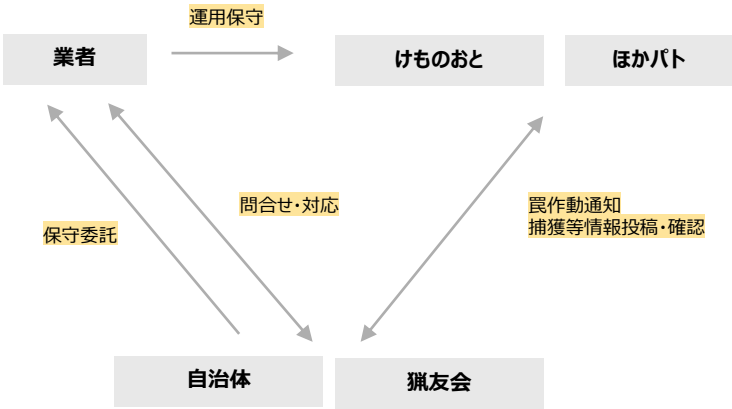 運用保守
業者
けものおと
ほかパト
問合せ・対応
罠作動通知
捕獲等情報投稿・確認
保守委託
自治体
猟友会